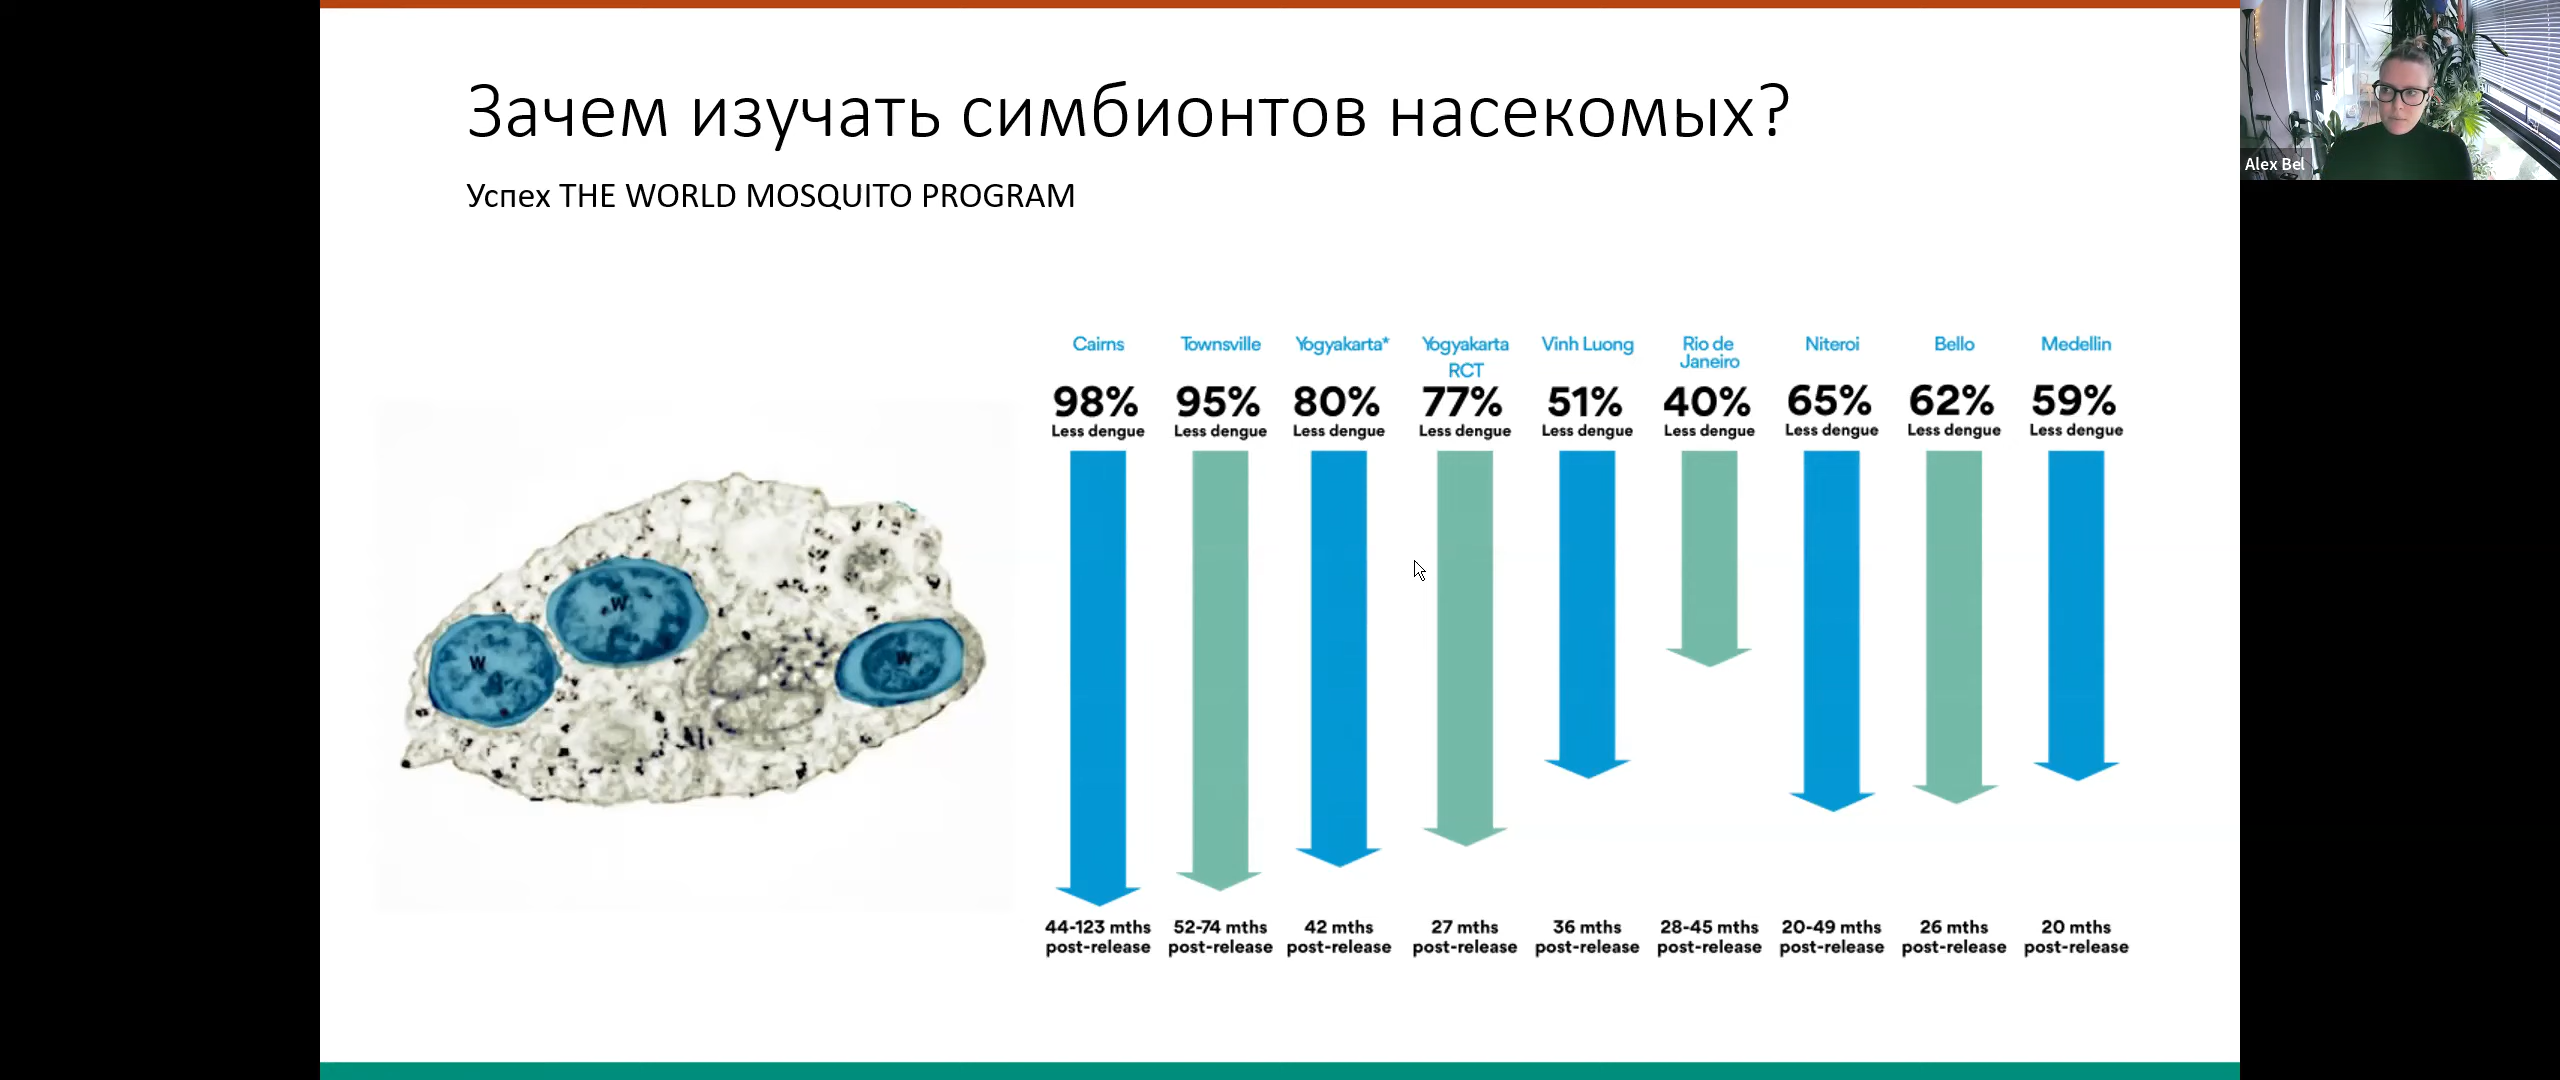 Зачем изучать симбионтов насекомых?
Успех THE WORLD MOSQUITO PROGRAM
Alex Bel
W
W
W
Cairns
98%
Less dengue
44-123 mths
post-release
Townsville
95%
Less dengue
52-74 mths
post-release
Yogyakarta*
80%
Less dengue
42 mths
post-release
Yogyakarta
RCT
77%
Less dengue
27 mths
post-release
Vinh Luong
51%
Less dengue
36 mths
post-release
Rio de
Janeiro
40%
Less dengue
28-45 mths
post-release
Niteroi
65%
Less dengue
20-49 mths
post-release
Bello
62%
Less dengue
26 mths
post-release
Medellin
59%
Less dengue
20 mths
post-release